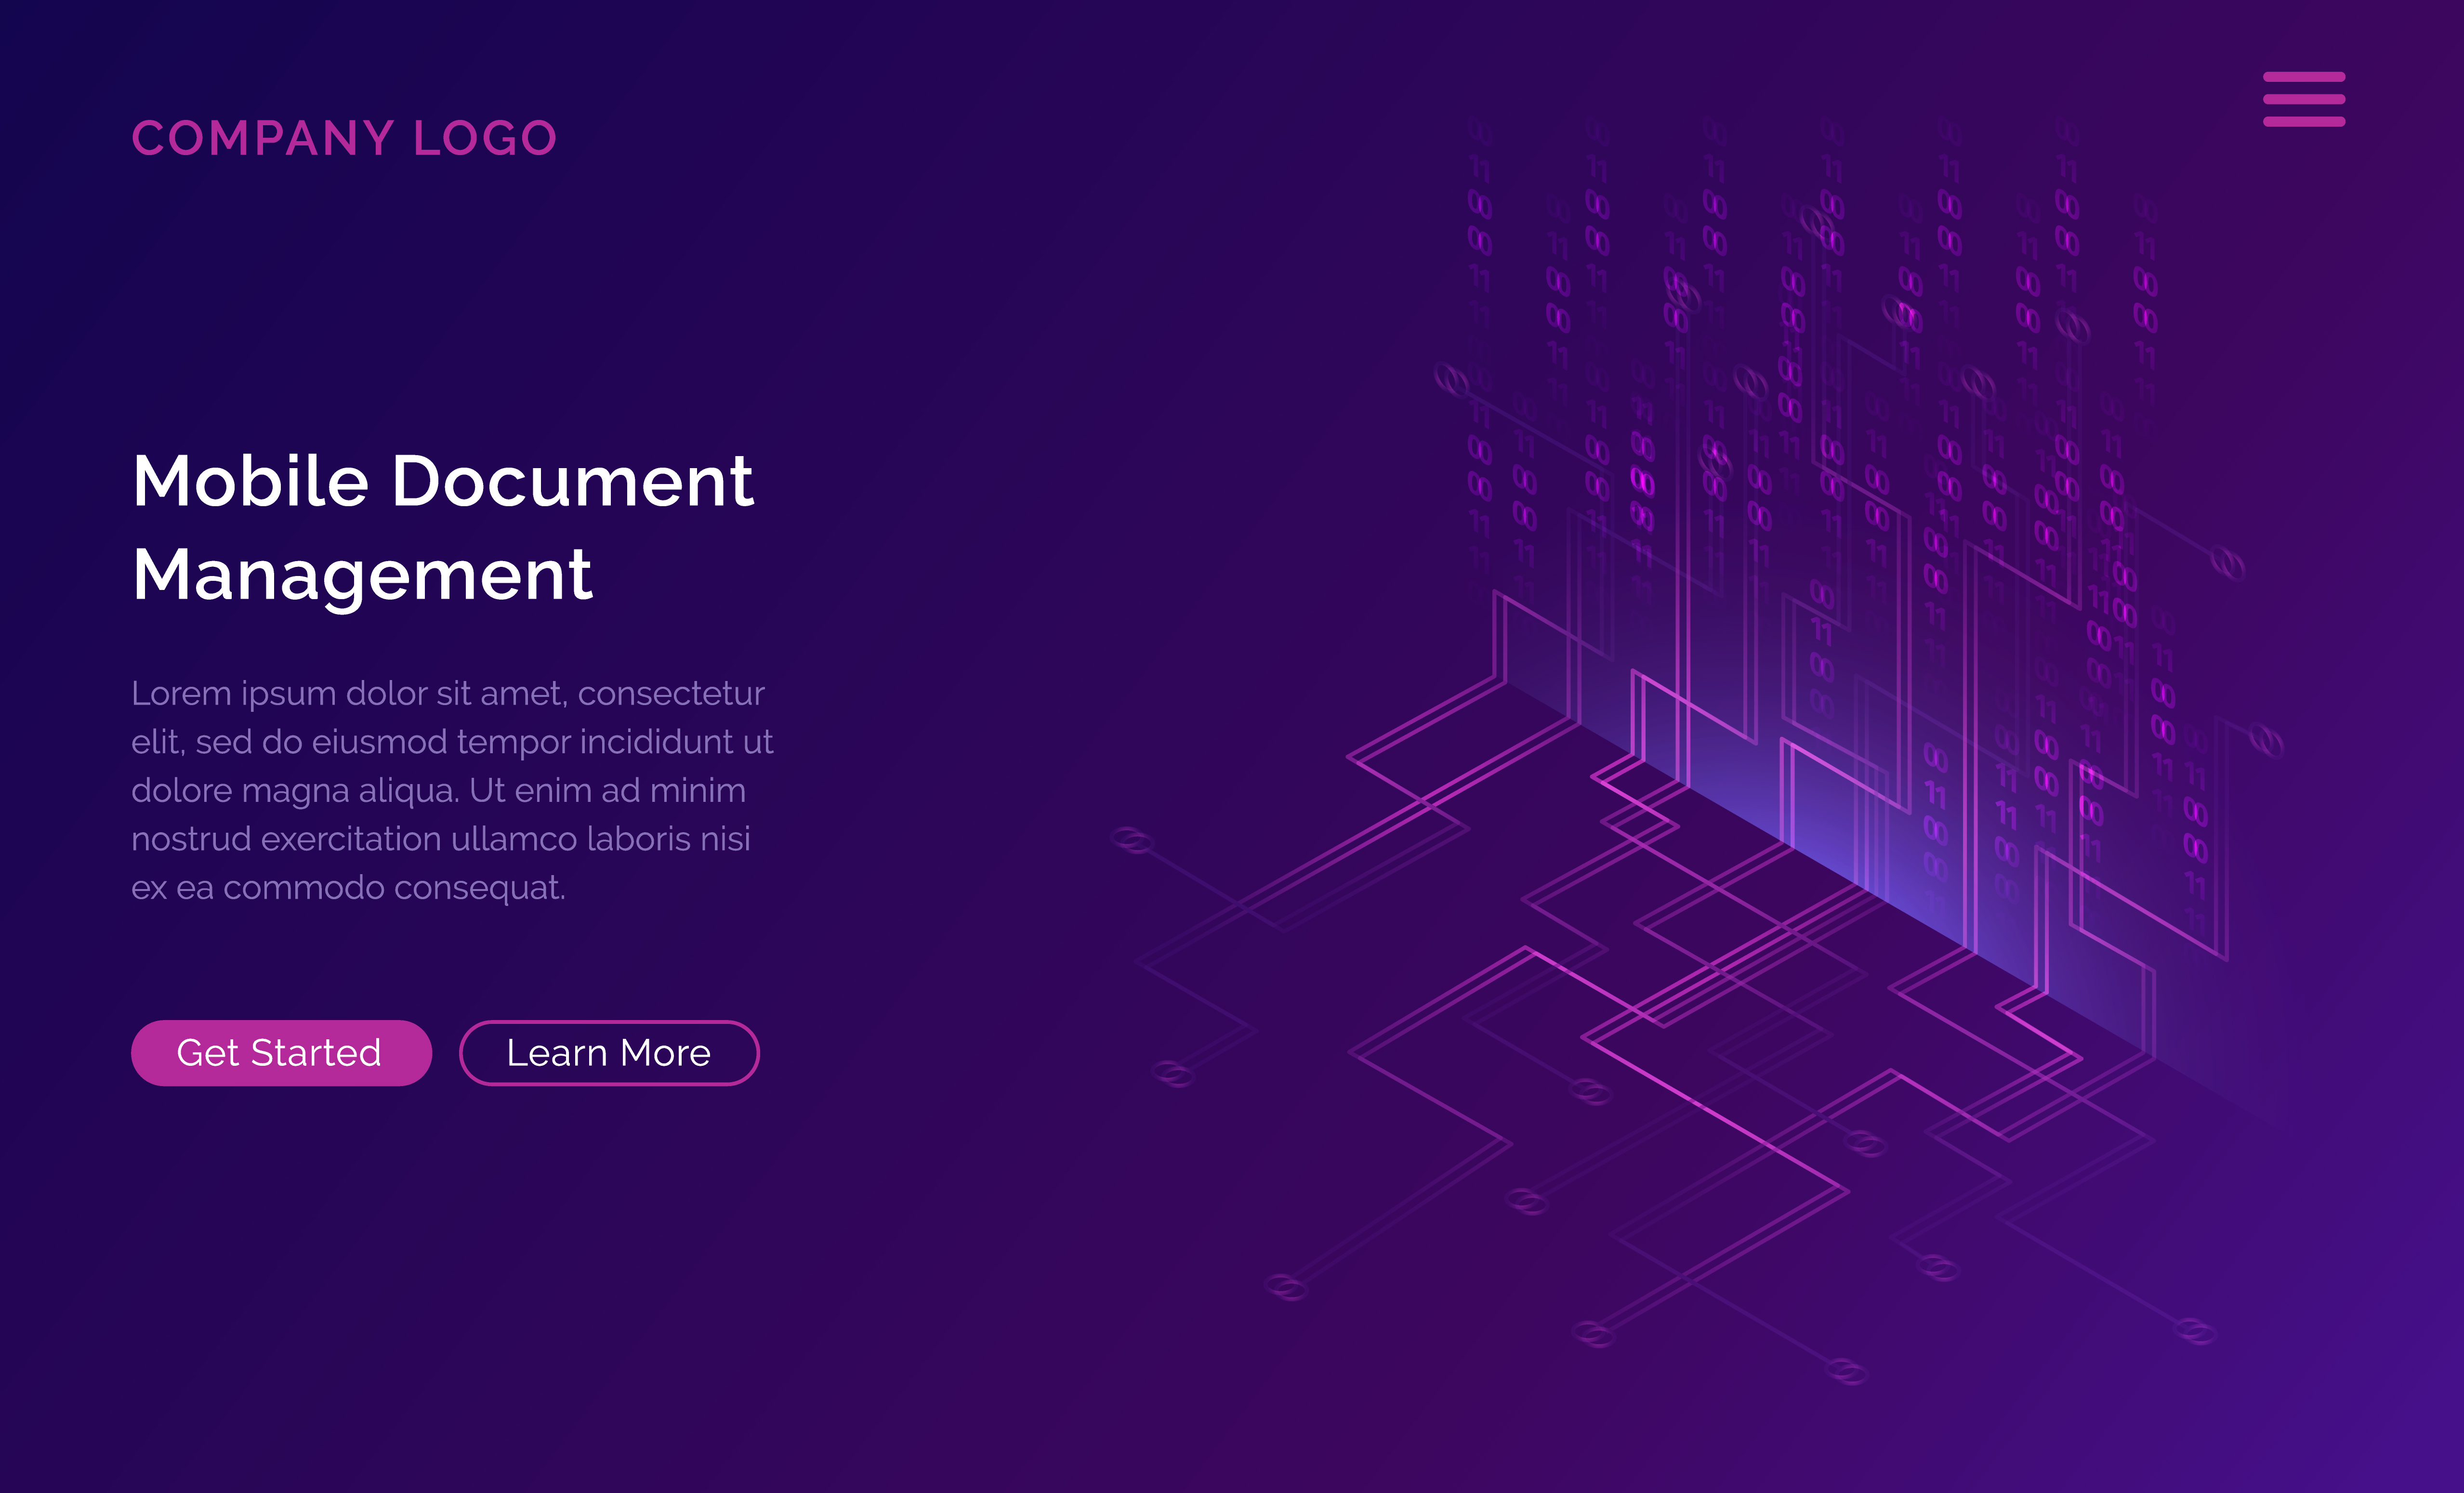 COMPANY LOGO
Mobile Document
Management
Lorem ipsum dolor sit amet, consectetur
elit, sed do eiusmod tempor incididunt ut
dolore magna aliqua. Ut enim ad minim
nostrud exercitation ullamco laboris nisi
ex ea commodo consequat.
Get Started
Learn More